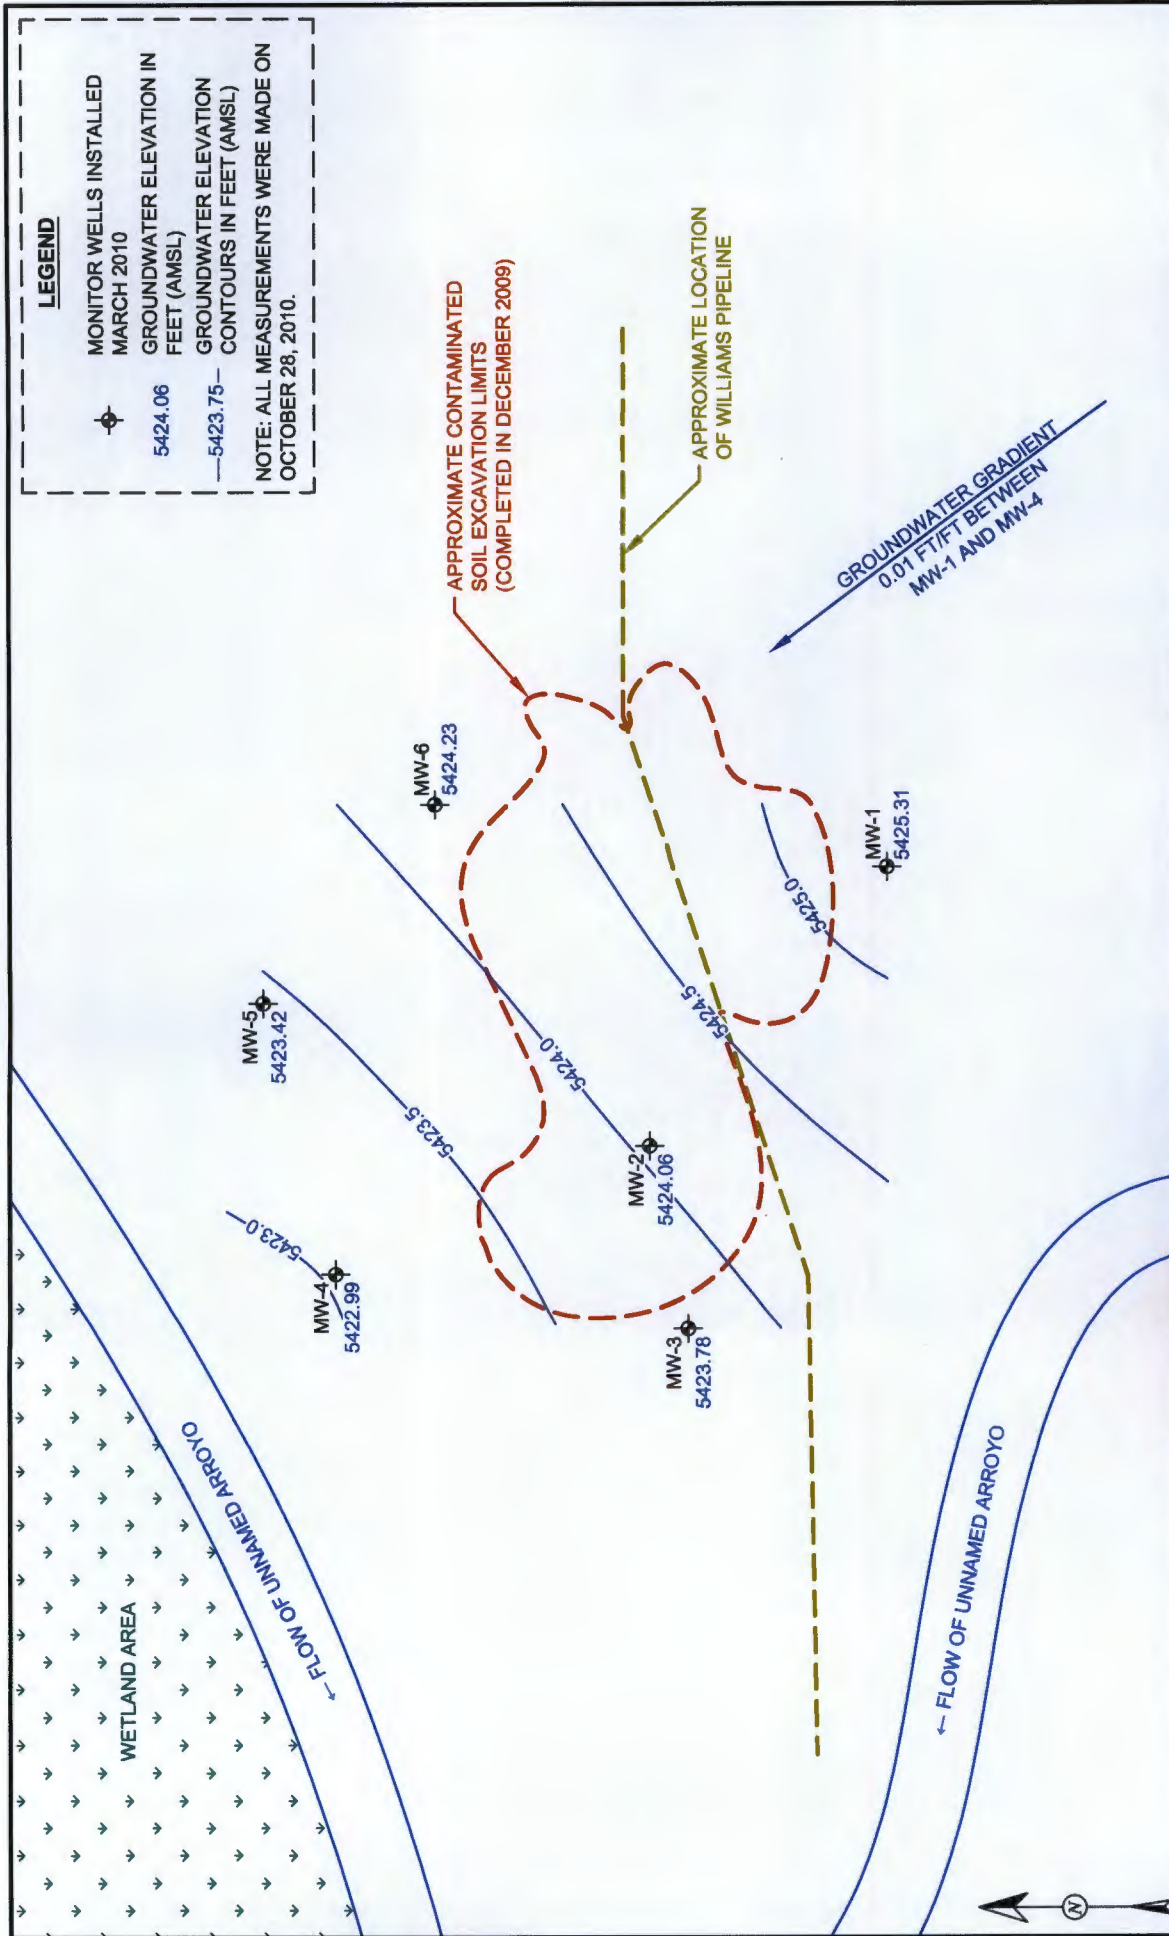 LEGEND
MONITOR WELLS INSTALLED
MARCH 2010
5424.06
GROUNDWATER ELEVATION IN
FEET (AMSL)
5423.75
GROUNDWATER ELEVATION
CONTOURS IN FEET (AMSL)
NOTE: ALL MEASUREMENTS WERE MADE ON
OCTOBER 28, 2010.
WETLAND AREA
← FLOW OF UNNAMED ARROYO
MW-5
5423.42
5423.0
MW-4
5422.99
5423.5
MW-6
5424.23
APPROXIMATE CONTAMINATED
SOIL EXCAVATION LIMITS
(COMPLETED IN DECEMBER 2009)
5424.0
MW-2
5424.06
MW-3
5423.78
5424.5
APPROXIMATE LOCATION
OF WILLIAMS PIPELINE
5425.0
MW-1
5425.31
GROUNDWATER GRADIENT
0.01 FT/FT BETWEEN
MW-1 AND MW-4
← FLOW OF UNNAMED ARROYO
N